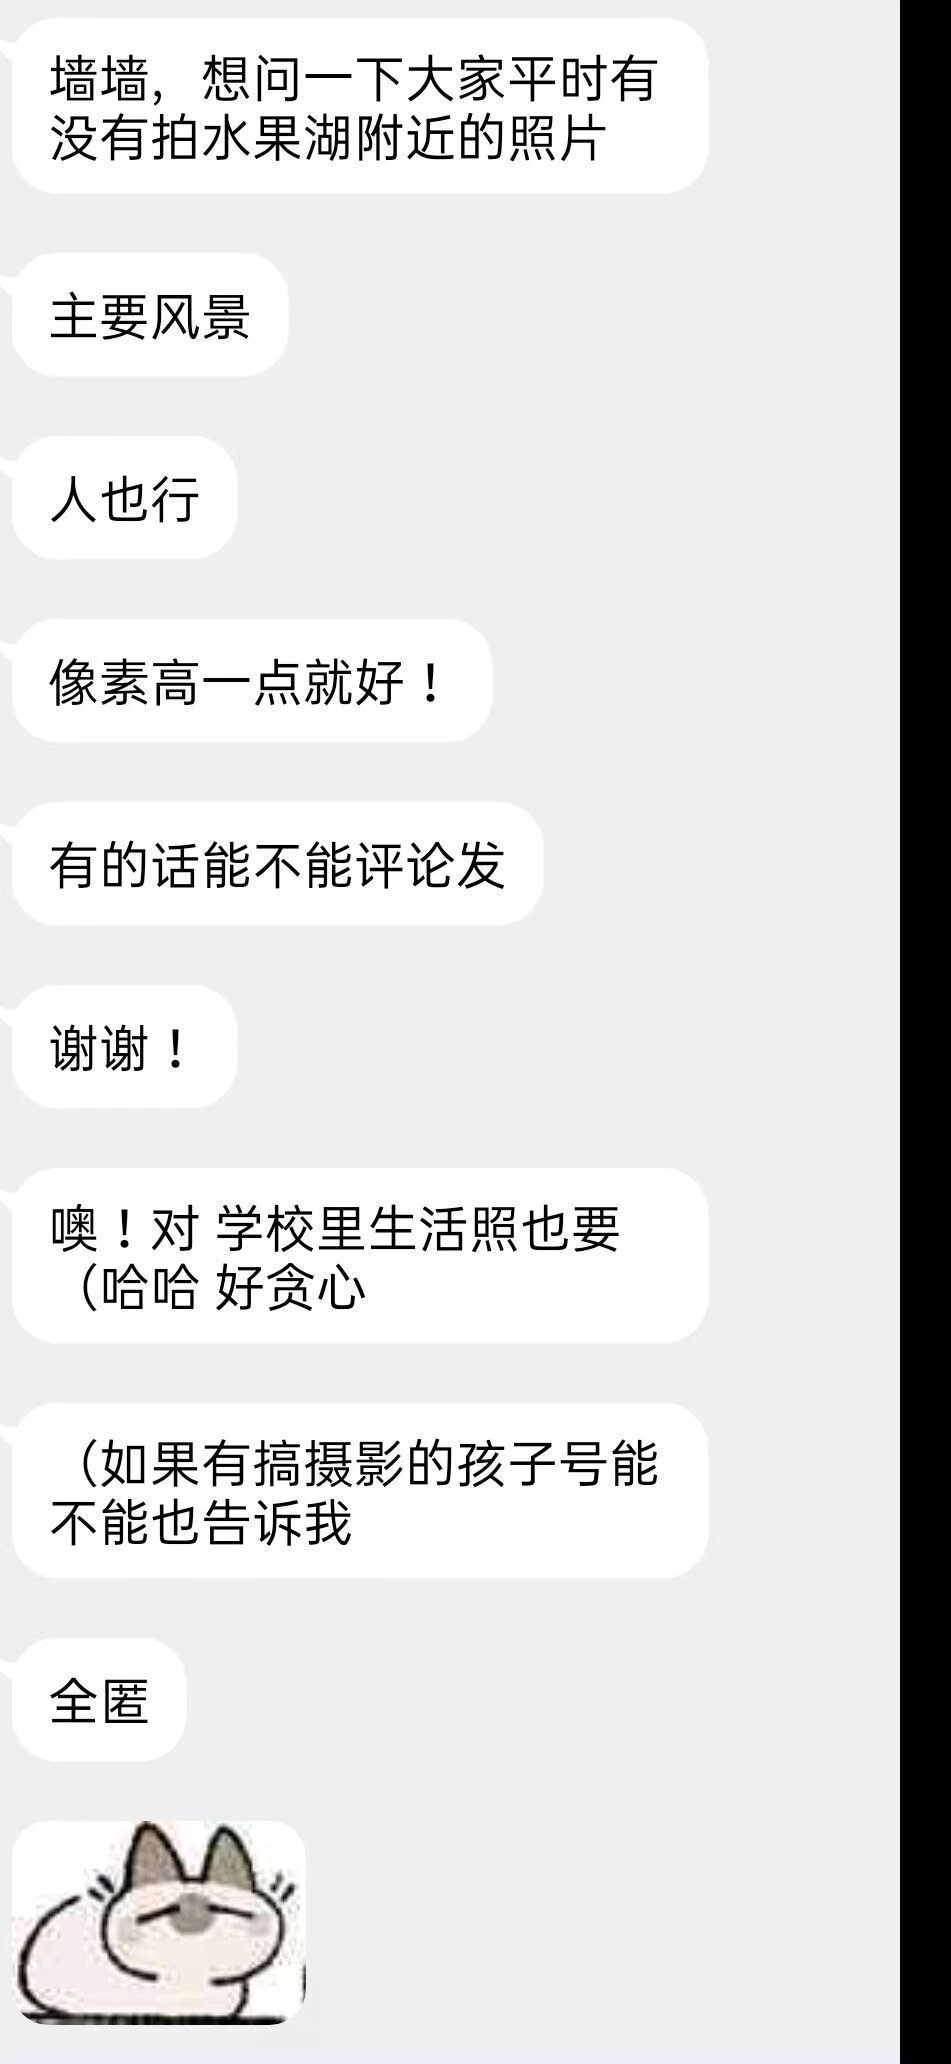 墙墙，想问一下大家平时有
没有拍水果湖附近的照片
主要风景
人也行
像素高一点就好！
有的话能不能评论发
谢谢！
噢！对 学校里生活照也要
（哈哈 好贪心
（如果有搞摄影的孩子号能
不能也告诉我
全匿